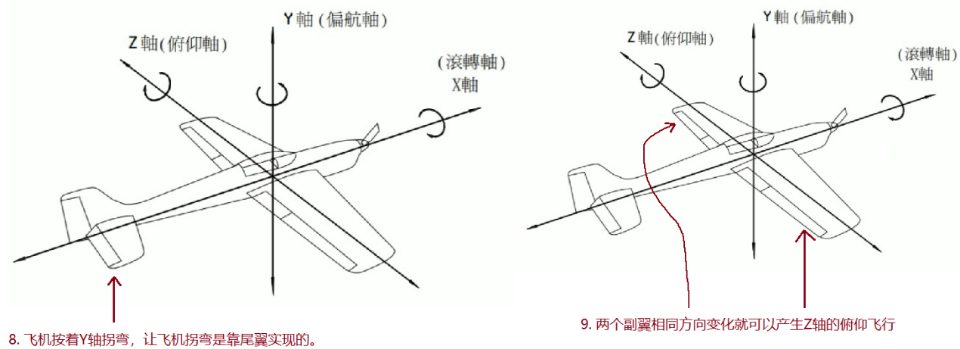 Y軸(偏航軸)
Z軸(俯仰軸)
(滾轉軸)
X軸
8. 飞机按着Y轴拐弯，让飞机拐弯是靠尾翼实现的。
Y軸(偏航軸)
Z軸(俯仰軸)
(滾轉軸)
X軸
9. 两个副翼相同方向变化就可以产生Z轴的俯仰飞行